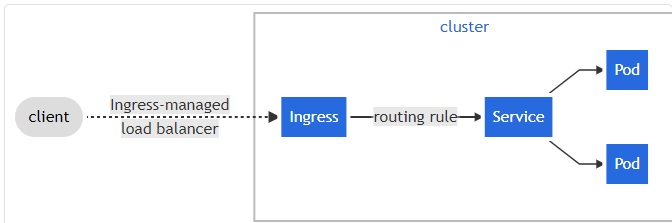 cluster
client
Ingress-managed
load balancer
Ingress
routing rule
Service
Pod
Pod